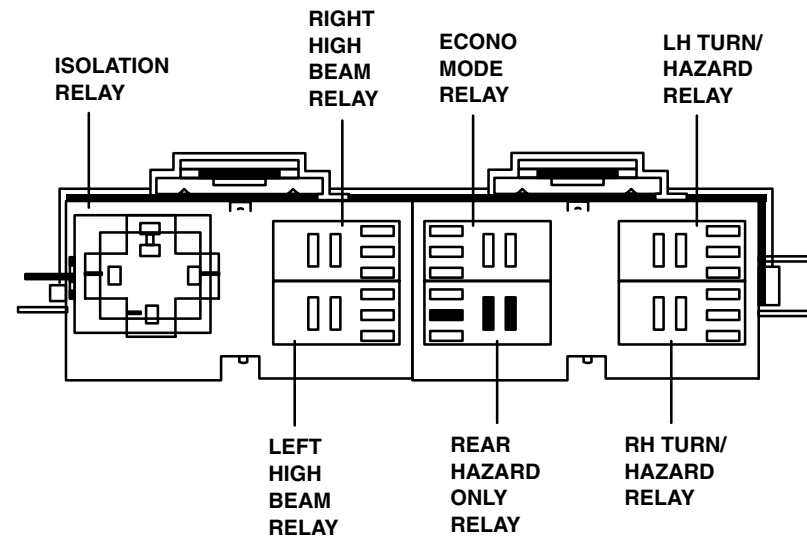 ISOLATION
RELAY
RIGHT
HIGH
BEAM
RELAY
ECONO
MODE
RELAY
LH TURN/
HAZARD
RELAY
LEFT
HIGH
BEAM
RELAY
REAR
HAZARD
ONLY
RELAY
RH TURN/
HAZARD
RELAY